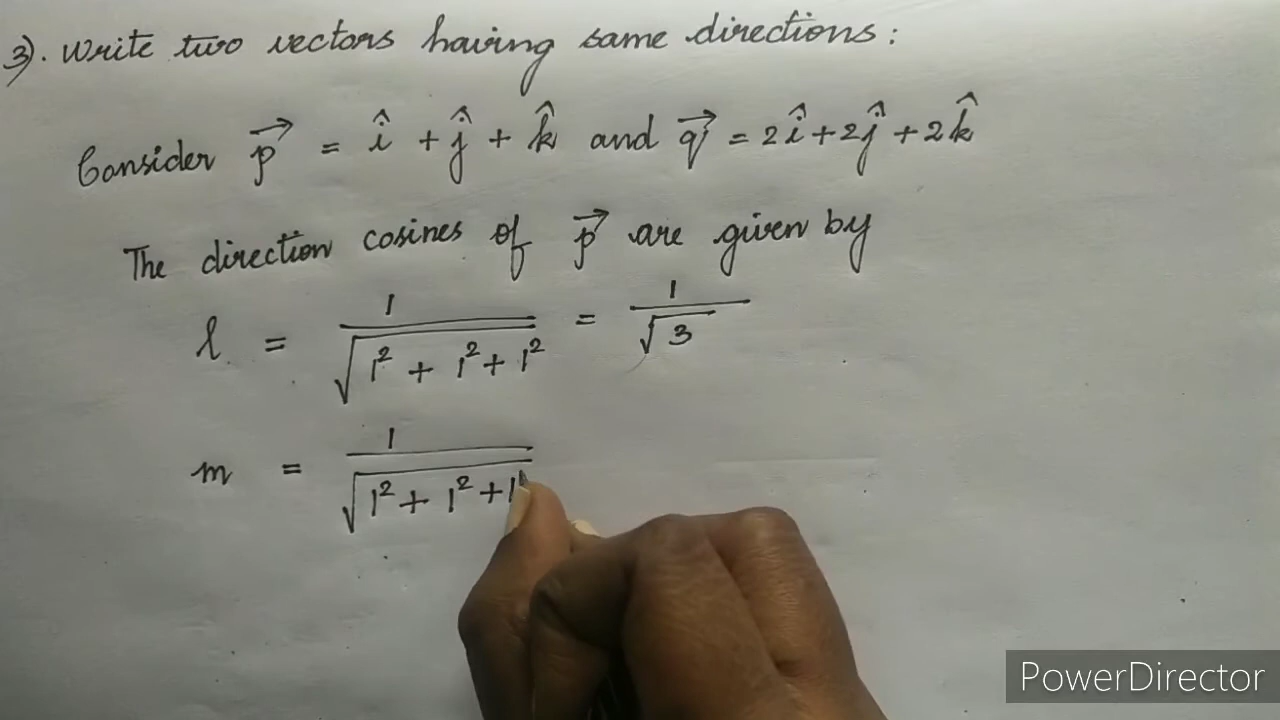 3). Write two vectors having same directions:
Consider p⃗ = î + ĵ + k̂ and q⃗ = 2î + 2ĵ + 2k̂
The direction cosines of p⃗ are given by
l = 1 / √(1² + 1² + 1²) = 1 / √3
m = 1 / √(1² + 1² + 1
PowerDirector